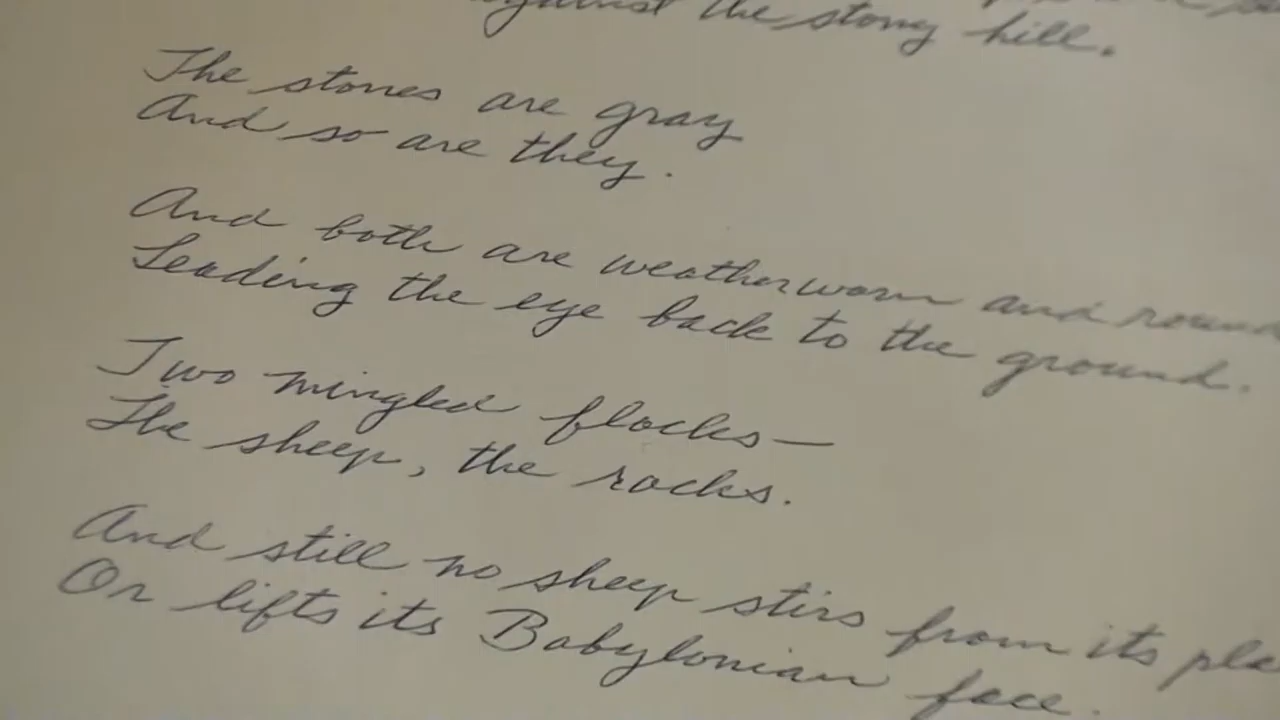 against the stony hill.
The stones are gray
And so are they.
And both are weatherworn and round
Leading the eye back to the ground.
Two mingled flocks—
The sheep, the rocks.
And still no sheep stirs from its pla
Or lifts its Babylonian face.